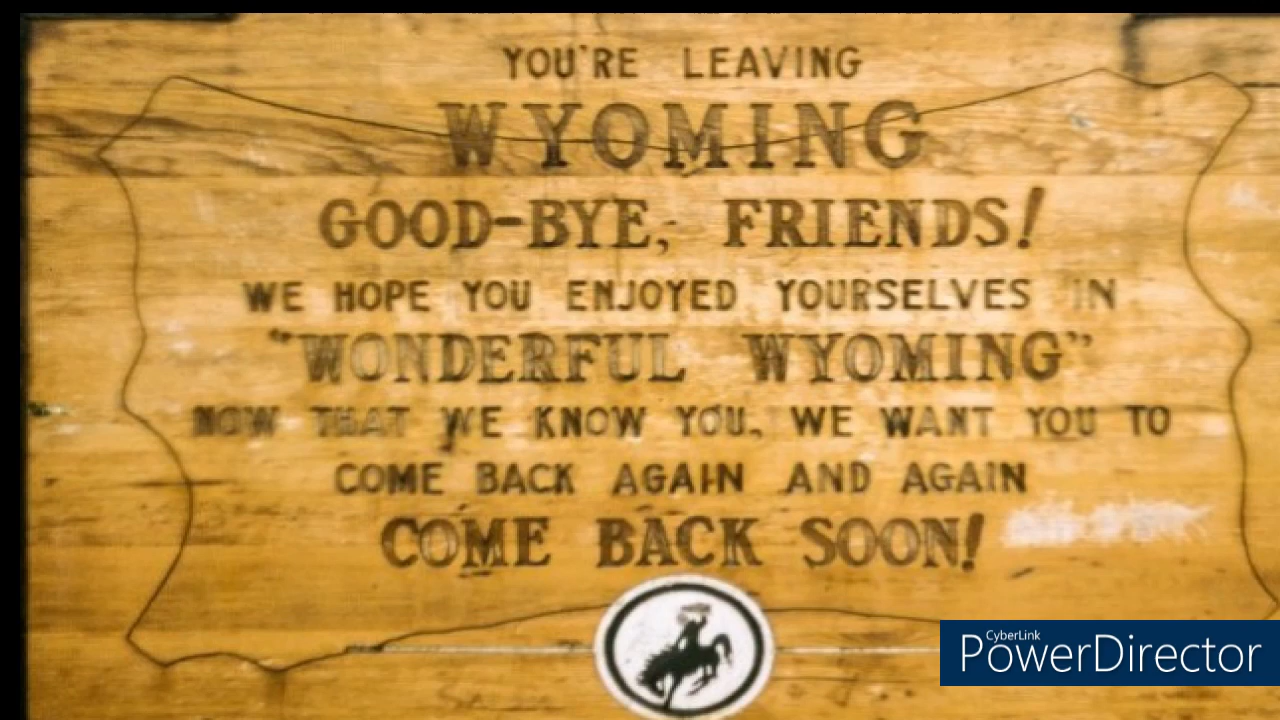 YOU'RE LEAVING
WYOMING
GOOD-BYE, FRIENDS!
WE HOPE YOU ENJOYED YOURSELVES IN
"WONDERFUL WYOMING"
NOW THAT WE KNOW YOU, WE WANT YOU TO
COME BACK AGAIN AND AGAIN
COME BACK SOON!
CyberLink
PowerDirector